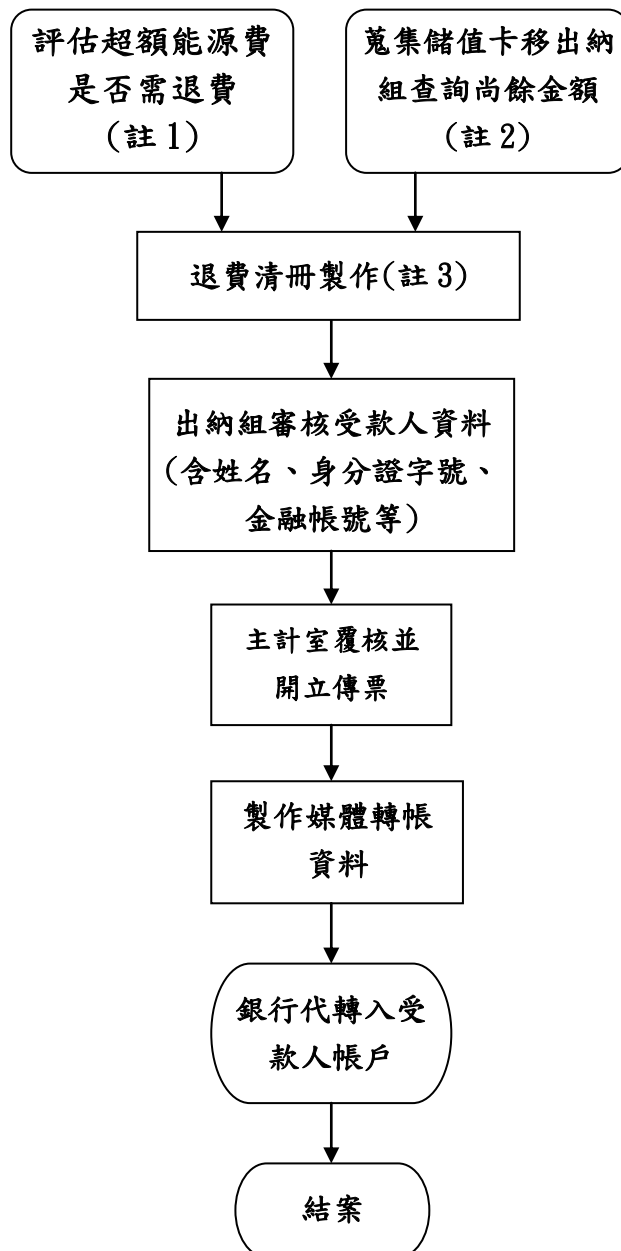 評估超額能源費
是否需退費
(註 1)
蒐集儲值卡移出納
組查詢尚餘金額
(註 2)
退費清冊製作(註 3)
出納組審核受款人資料
(含姓名、身分證字號、
金融帳號等)
主計室覆核並
開立傳票
製作媒體轉帳
資料
銀行代轉入受
款人帳戶
結案